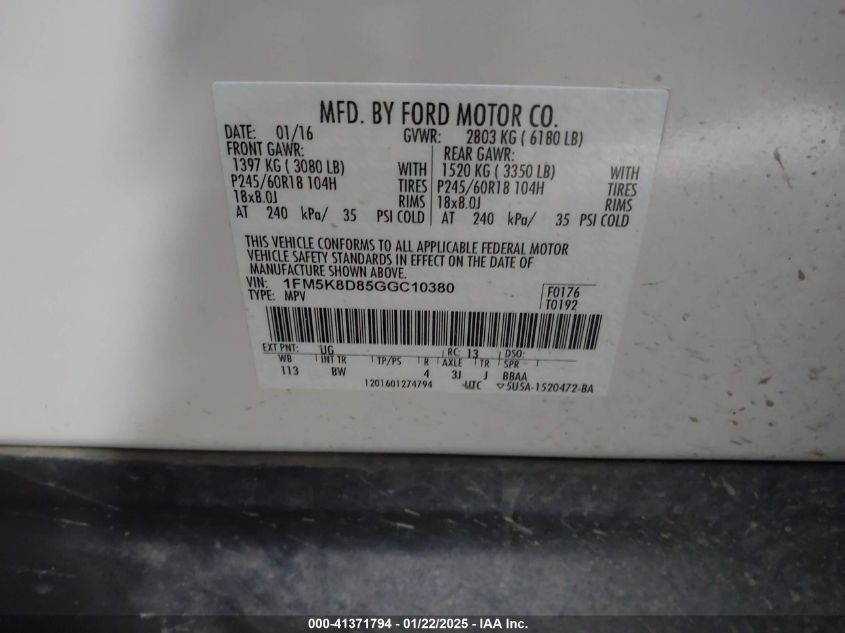 MFD. BY FORD MOTOR CO.
DATE: 01/16 GVWR: 2803 KG ( 6180 LB)
FRONT GAWR: REAR GAWR:
1397 KG ( 3080 LB) WITH 1520 KG ( 3350 LB) WITH
P245/60R18 104H TIRES P245/60R18 104H TIRES
18x8.0J RIMS 18x8.0J RIMS
AT 240 kPa/ 35 PSI COLD AT 240 kPa/ 35 PSI COLD
THIS VEHICLE CONFORMS TO ALL APPLICABLE FEDERAL MOTOR
VEHICLE SAFETY STANDARDS IN EFFECT ON THE DATE OF
MANUFACTURE SHOWN ABOVE.
VIN: 1FM5K8D85GGC10380 F0176
TYPE: MPV T0192
EXT PNT: UG RC: 13 DSO:
WB INT TR TP/PS R AXLE TR SPR
113 BW 4 3J J BBAA
1201601274794 UTC 5U5A-1520472-BA
000-41371794 - 01/22/2025 - IAA Inc.